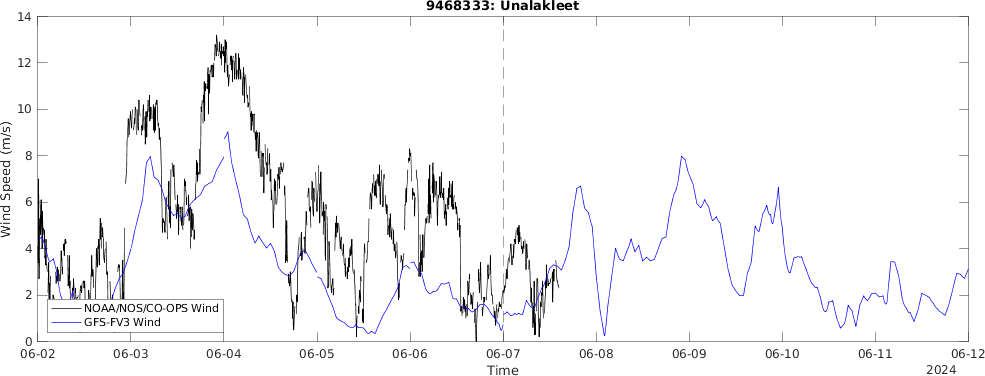 9468333: Unalakleet
14
12
10
8
6
4
2
0
Wind Speed (m/s)
NOAA/NOS/CO-OPS Wind
GFS-FV3 Wind
06-02 06-03 06-04 06-05 06-06 06-07 06-08 06-09 06-10 06-11 06-12
Time
2024